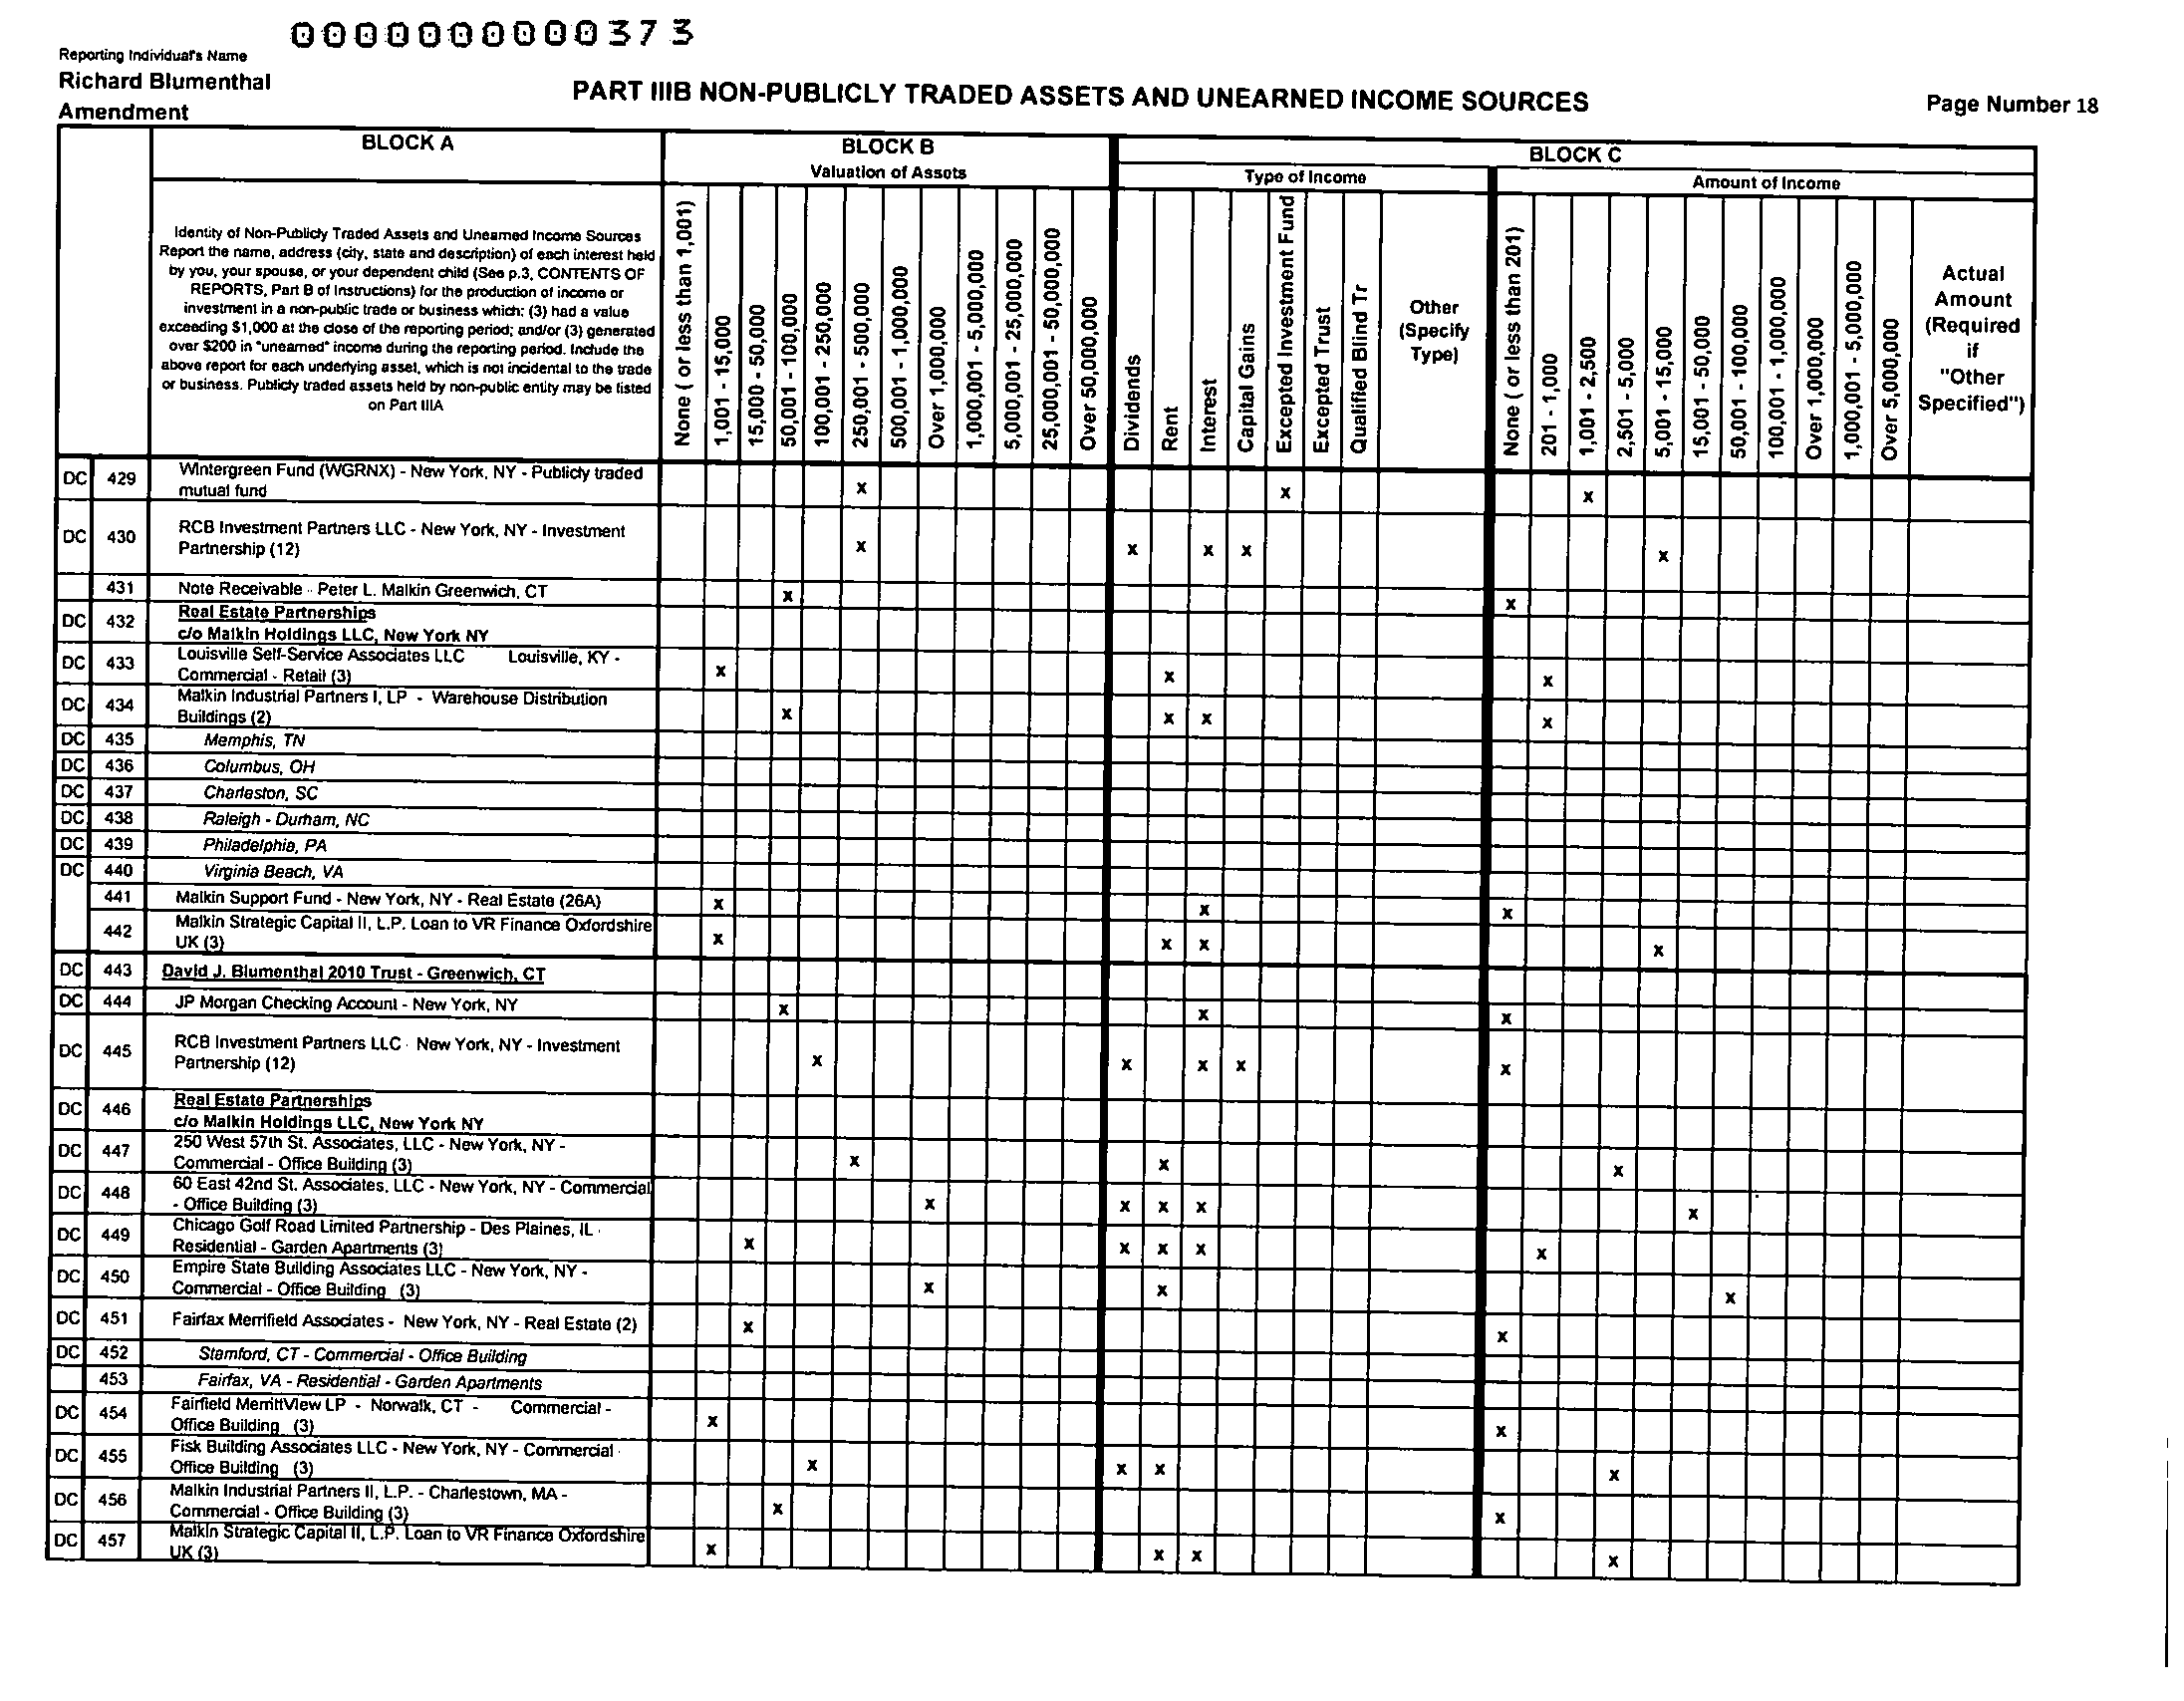 0000000000373
Reporting Individual's Name
Richard Blumenthal
Amendment
PART IIIB NON-PUBLICLY TRADED ASSETS AND UNEARNED INCOME SOURCES
Page Number 18
BLOCK A
BLOCK B
Valuation of Assets
BLOCK C
Type of Income
Amount of Income
Identity of Non-Publicly Traded Assets and Unearned Income Sources
Report the name, address (city, state and description) of each interest held
by you, your spouse, or your dependent child (See p.3, CONTENTS OF
REPORTS, Part B of Instructions) for the production of income or
investment in a non-public trade or business which: (3) had a value
exceeding $1,000 at the close of the reporting period; and/or (3) generated
over $200 in "unearned" income during the reporting period. Include the
above report for each underlying asset, which is not incidental to the trade
or business. Publicly traded assets held by non-public entity may be listed
on Part IIIA
None ( or less than 1,001)
1,001 - 15,000
15,000 - 50,000
50,001 - 100,000
100,001 - 250,000
250,001 - 500,000
500,001 - 1,000,000
Over 1,000,000
1,000,001 - 5,000,000
5,000,001 - 25,000,000
25,000,001 - 50,000,000
Over 50,000,000
Dividends
Rent
Interest
Capital Gains
Excepted Investment Fund
Excepted Trust
Qualified Blind Tr
Other
(Specify
Type)
None ( or less than 201)
201 - 1,000
1,001 - 2,500
2,501 - 5,000
5,001 - 15,000
15,001 - 50,000
50,001 - 100,000
100,001 - 1,000,000
Over 1,000,000
1,000,001 - 5,000,000
Over 5,000,000
Actual
Amount
(Required
if
"Other
Specified")
DC 429 Wintergreen Fund (WGRNX) - New York, NY - Publicly traded
mutual fund x x x
DC 430 RCB Investment Partners LLC - New York, NY - Investment
Partnership (12) x x x x x
431 Note Receivable - Peter L. Malkin Greenwich, CT x x
DC 432 Real Estate Partnerships
c/o Malkin Holdings LLC, New York NY
DC 433 Louisville Self-Service Associates LLC Louisville, KY -
Commercial - Retail (3) x x x
DC 434 Malkin Industrial Partners I, LP - Warehouse Distribution
Buildings (2) x x x x
DC 435 Memphis, TN
DC 436 Columbus, OH
DC 437 Charleston, SC
DC 438 Raleigh - Durham, NC
DC 439 Philadelphia, PA
DC 440 Virginia Beach, VA
441 Malkin Support Fund - New York, NY - Real Estate (26A) x x x
442 Malkin Strategic Capital II, L.P. Loan to VR Finance Oxfordshire
UK (3) x x x x
DC 443 David J. Blumenthal 2010 Trust - Greenwich, CT
DC 444 JP Morgan Checking Account - New York, NY x x x
DC 445 RCB Investment Partners LLC - New York, NY - Investment
Partnership (12) x x x x x
DC 446 Real Estate Partnerships
c/o Malkin Holdings LLC, New York NY
DC 447 250 West 57th St. Associates, LLC - New York, NY -
Commercial - Office Building (3) x x x
DC 448 60 East 42nd St. Associates, LLC - New York, NY - Commercial
- Office Building (3) x x x x x
DC 449 Chicago Golf Road Limited Partnership - Des Plaines, IL -
Residential - Garden Apartments (3) x x x x x
DC 450 Empire State Building Associates LLC - New York, NY -
Commercial - Office Building (3) x x x
DC 451 Fairfax Merrifield Associates - New York, NY - Real Estate (2) x x
DC 452 Stamford, CT - Commercial - Office Building
453 Fairfax, VA - Residential - Garden Apartments
DC 454 Fairfield MerrittView LP - Norwalk, CT - Commercial -
Office Building (3) x x
DC 455 Fisk Building Associates LLC - New York, NY - Commercial -
Office Building (3) x x x x
DC 456 Malkin Industrial Partners II, L.P. - Charlestown, MA -
Commercial - Office Building (3) x x
DC 457 Malkin Strategic Capital II, L.P. Loan to VR Finance Oxfordshire
UK (3) x x x x